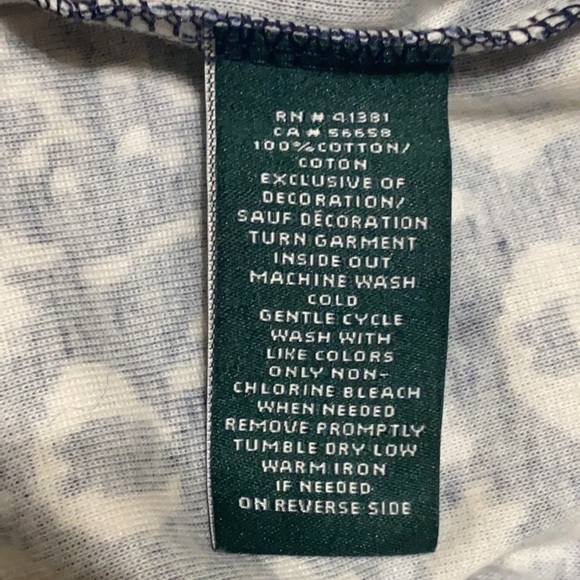 RN # 41381
CA # 56658
100% COTTON/
COTON
EXCLUSIVE OF
DECORATION/
SAUF DËCORATION
TURN GARMENT
INSIDE OUT
MACHINE WASH
COLD
GENTLE CYCLE
WASH WITH
LIKE COLORS
ONLY NON-
CHLORINE BLEACH
WHEN NEEDED
REMOVE PROMPTLY
TUMBLE DRY LOW
WARM IRON
IF NEEDED
ON REVERSE SIDE